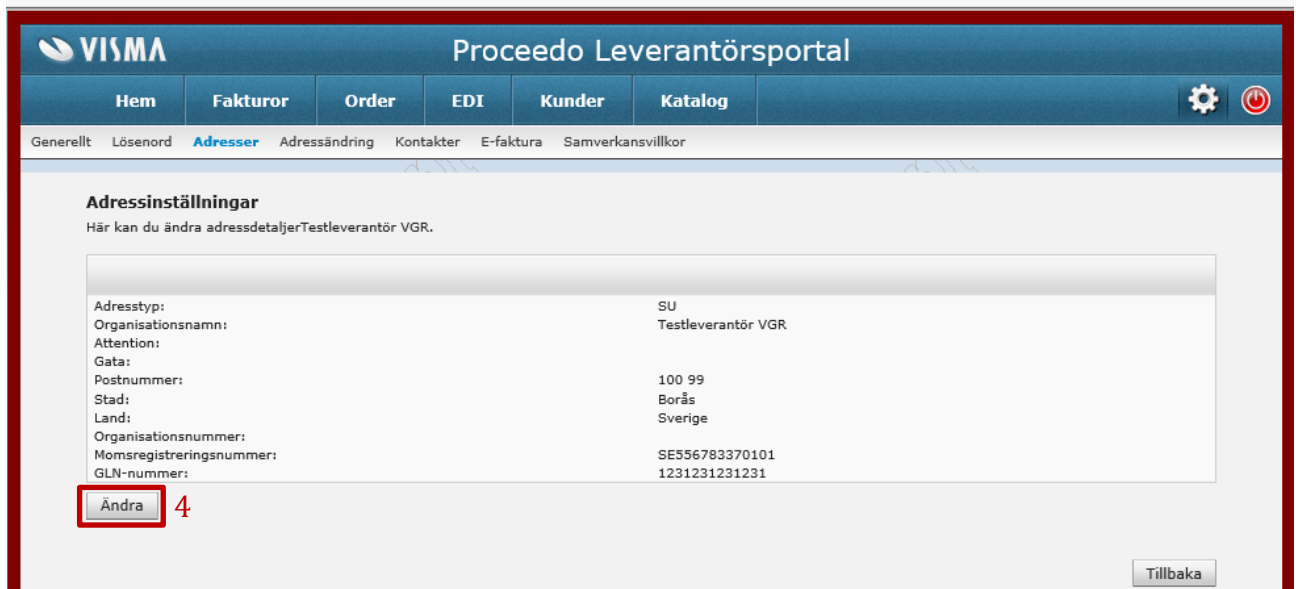 VISMA Proceedo Leverantörsportal
Hem Fakturor Order EDI Kunder Katalog
Generellt Lösenord Adresser Adressändring Kontakter E-faktura Samverkansvillkor
Adressinställningar
Här kan du ändra adressdetaljerTestleverantör VGR.
Adresstyp: SU
Organisationsnamn: Testleverantör VGR
Attention:
Gata:
Postnummer: 100 99
Stad: Borås
Land: Sverige
Organisationsnummer:
Momsregistreringsnummer: SE556783370101
GLN-nummer: 1231231231231
Ändra 4
Tillbaka